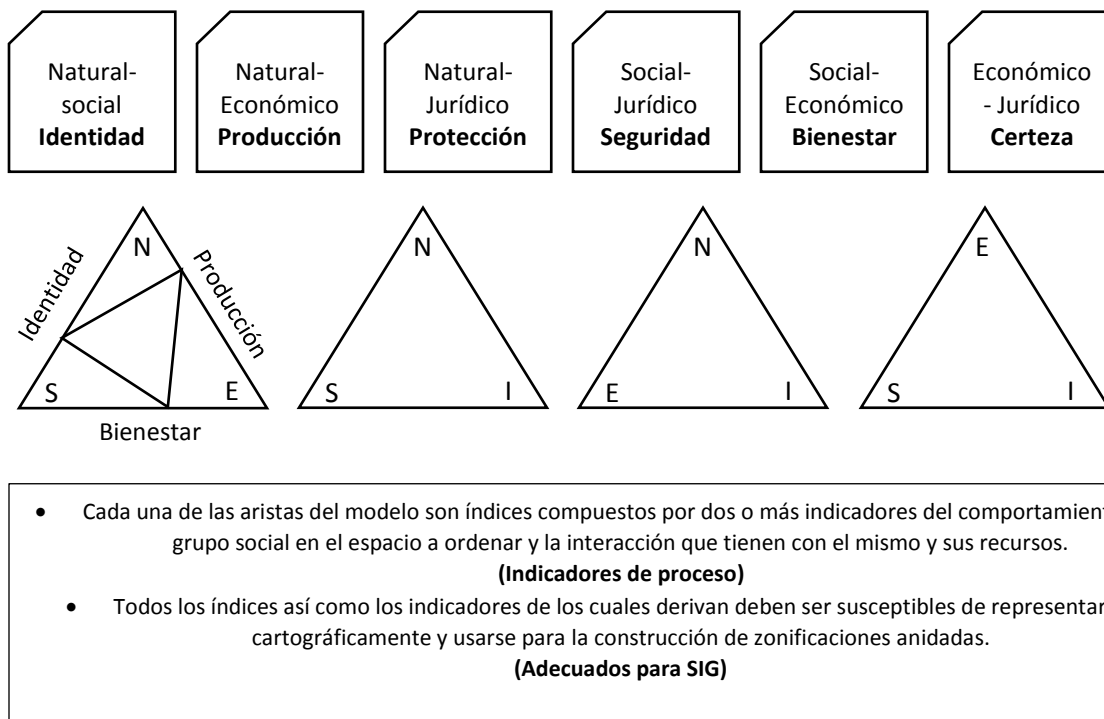 Natural-
social
Identidad
Natural-
Económico
Producción
Natural-
Jurídico
Protección
Social-
Jurídico
Seguridad
Social-
Económico
Bienestar
Económico
- Jurídico
Certeza
N
Identidad
Producción
S
E
Bienestar
N
S
I
N
E
I
E
S
I
• Cada una de las aristas del modelo son índices compuestos por dos o más indicadores del comportamien
grupo social en el espacio a ordenar y la interacción que tienen con el mismo y sus recursos.
(Indicadores de proceso)
• Todos los índices así como los indicadores de los cuales derivan deben ser susceptibles de representar
cartográficamente y usarse para la construcción de zonificaciones anidadas.
(Adecuados para SIG)